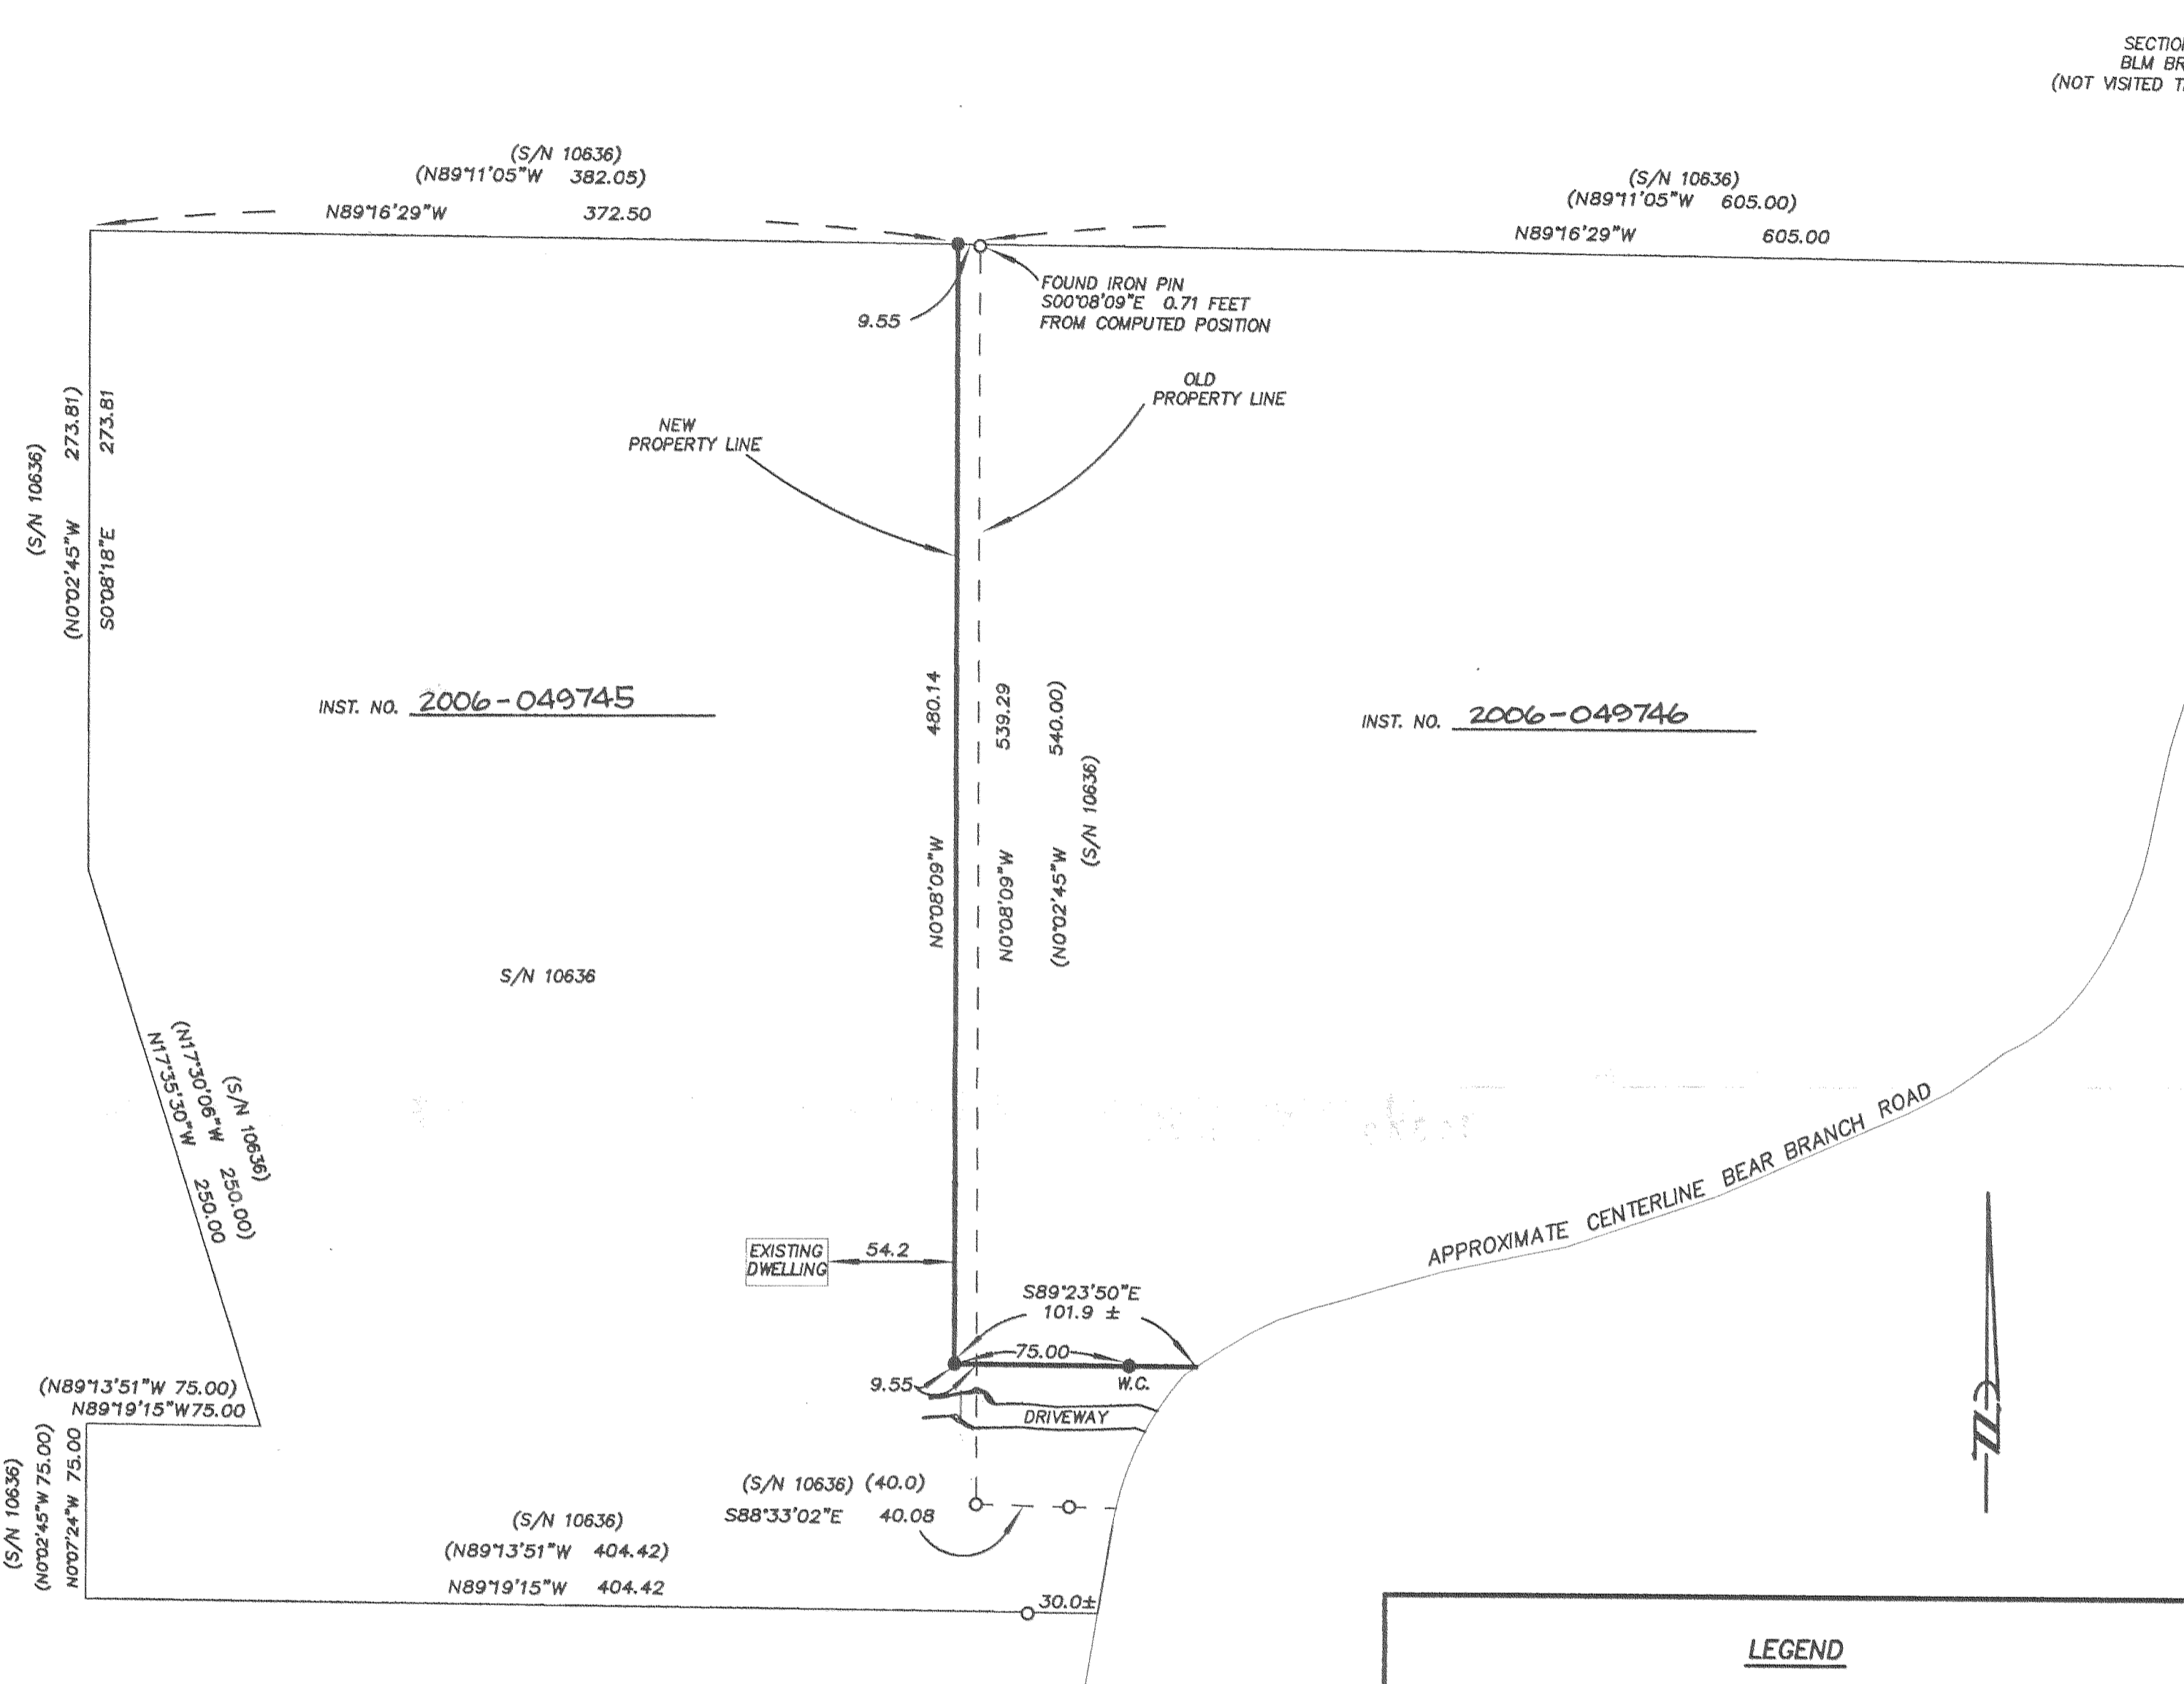 SECTIO
BLM BR
(NOT VISITED T
(S/N 10636)
(N89°11'05"W 382.05)
N89°16'29"W 372.50
(S/N 10636)
(N89°11'05"W 605.00)
N89°16'29"W 605.00
FOUND IRON PIN
S00°08'09"E 0.71 FEET
FROM COMPUTED POSITION
9.55
OLD
PROPERTY LINE
NEW
PROPERTY LINE
(S/N 10636)
(N0°02'45"W 273.81)
S0°08'18"E 273.81
INST. NO. 2006-049745
INST. NO. 2006-049746
N0°08'09"W 480.14
N0°08'09"W 539.29
(N0°02'45"W 540.00)
(S/N 10636)
S/N 10636
(S/N 10636)
(N17°30'06"W 250.00)
N17°35'30"W 250.00
APPROXIMATE CENTERLINE BEAR BRANCH ROAD
EXISTING
DWELLING
54.2
S89°23'50"E
101.9 ±
75.00
W.C.
9.55
DRIVEWAY
(N89°13'51"W 75.00)
N89°19'15"W 75.00
(S/N 10636)
(N0°02'45"W 75.00)
N0°07'24"W 75.00
(S/N 10636) (40.0)
S88°33'02"E 40.08
(S/N 10636)
(N89°13'51"W 404.42)
N89°19'15"W 404.42
30.0±
LEGEND